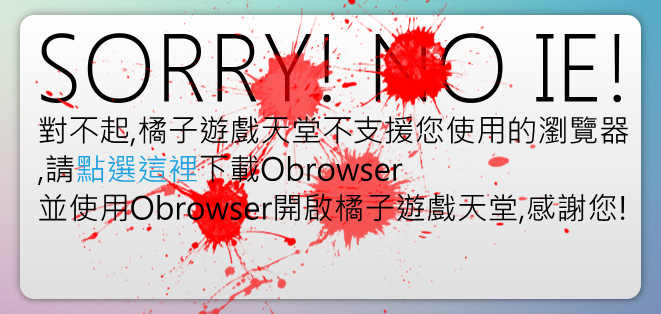 SORRY! NO IE!
對不起,橘子遊戲天堂不支援您使用的瀏覽器
,請點選這裡下載Obrowser
並使用Obrowser開啟橘子遊戲天堂,感謝您!